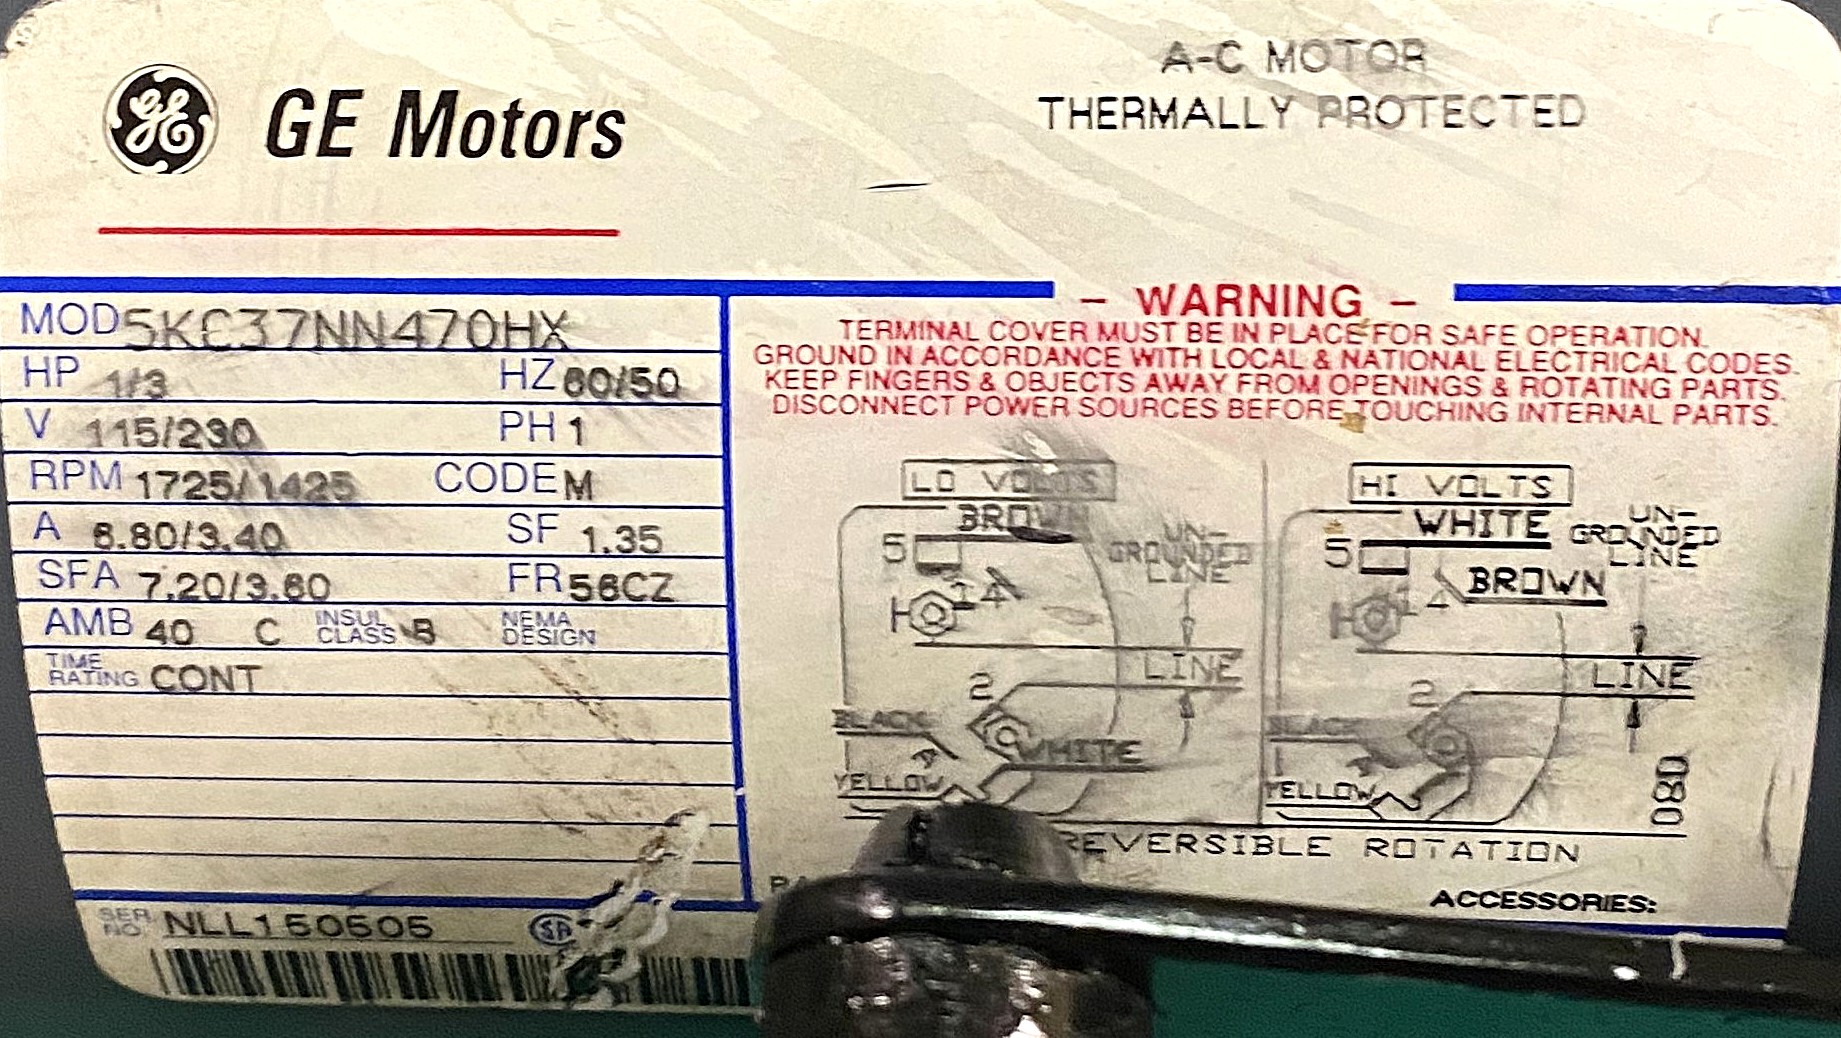 GE GE Motors
A-C MOTOR
THERMALLY PROTECTED
MOD 5KC37NN470HX
HP 1/3 HZ 60/50
V 115/230 PH 1
RPM 1725/1425 CODE M
A 6.80/3.40 SF 1.35
SFA 7.20/3.60 FR 56CZ
AMB 40 C INSUL CLASS B NEMA DESIGN
TIME RATING CONT
SER. NO. NLL150505 SA
- WARNING -
TERMINAL COVER MUST BE IN PLACE FOR SAFE OPERATION.
GROUND IN ACCORDANCE WITH LOCAL & NATIONAL ELECTRICAL CODES.
KEEP FINGERS & OBJECTS AWAY FROM OPENINGS & ROTATING PARTS.
DISCONNECT POWER SOURCES BEFORE TOUCHING INTERNAL PARTS.
LO VOLTS
BROWN
5
UN-
GROUNDED
LINE
14
LINE
2
BLACK
WHITE
YELLOW
HI VOLTS
WHITE
5
UN-
GROUNDED
LINE
BROWN
14
LINE
2
BLACK
YELLOW
080
REVERSIBLE ROTATION
ACCESSORIES: